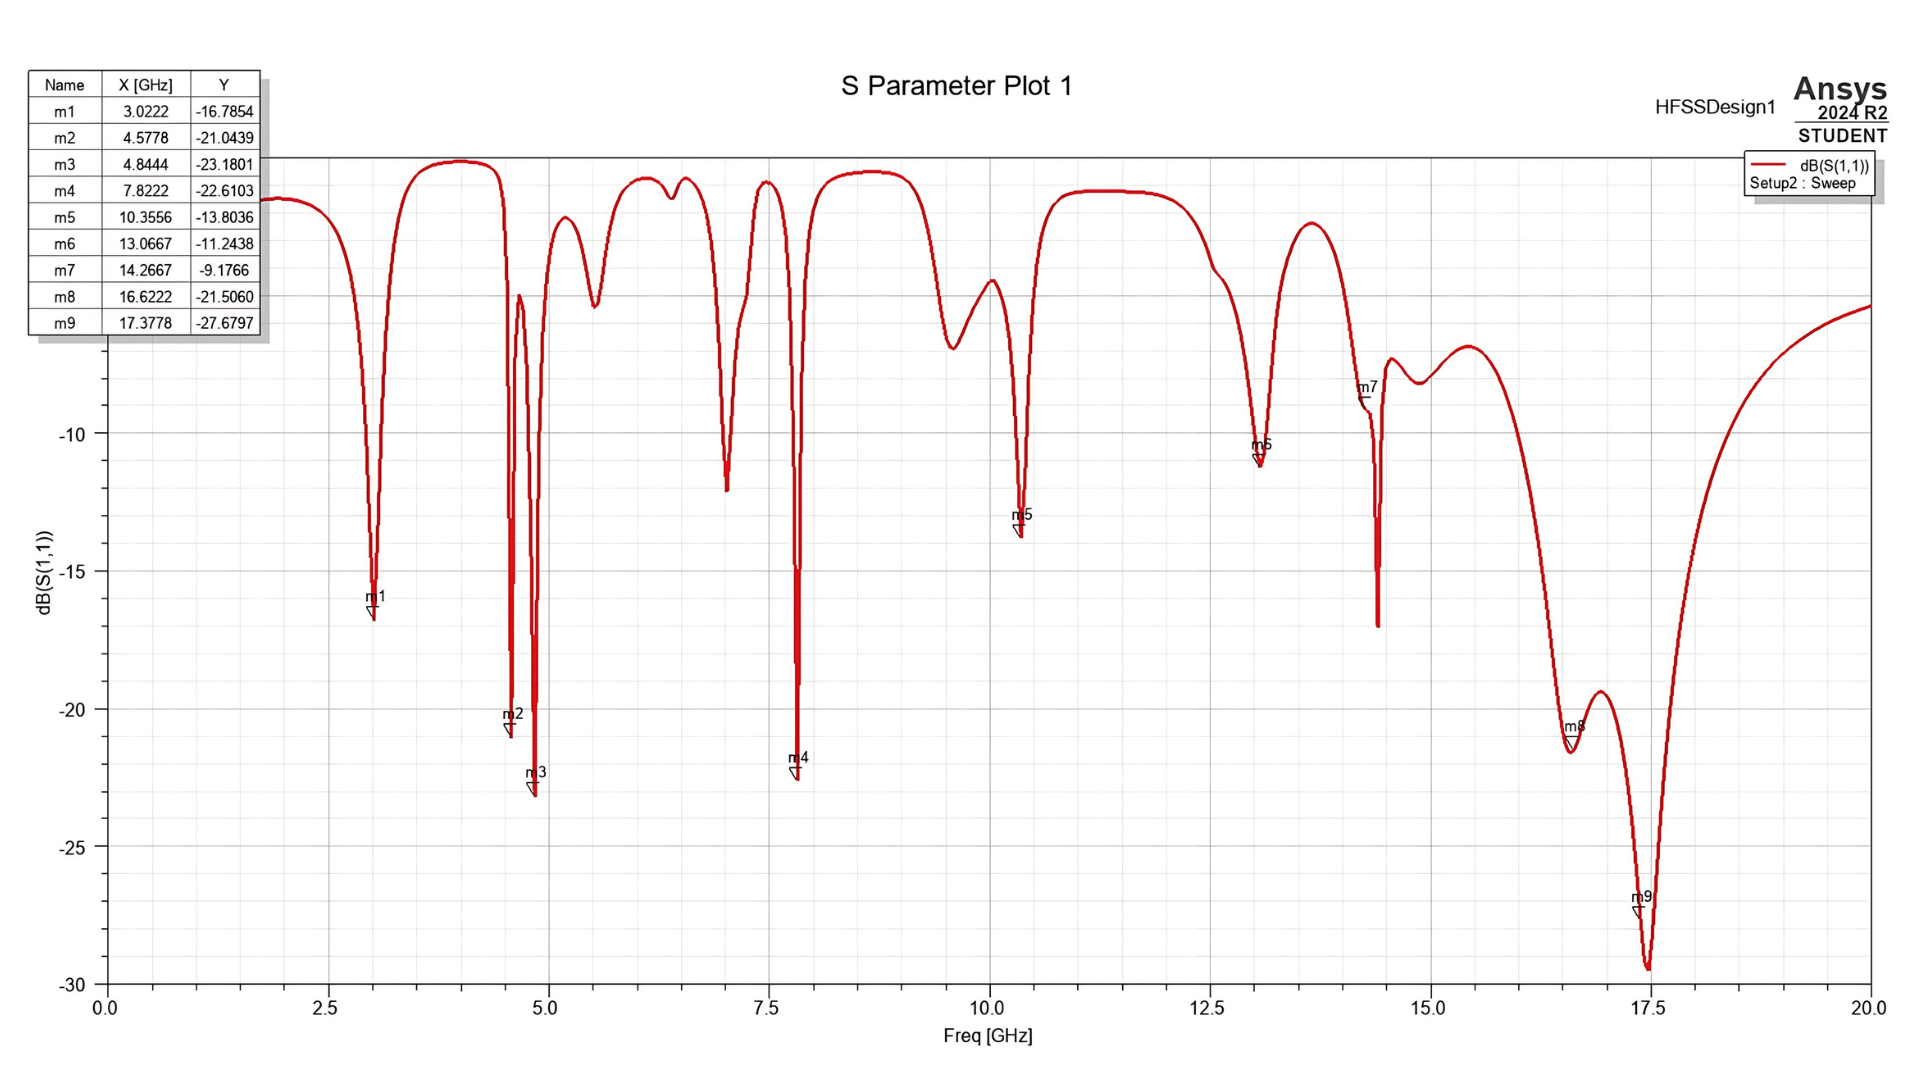 S Parameter Plot 1
HFSSDesign1
Ansys
2024 R2
STUDENT
Name X [GHz] Y
m1 3.0222 -16.7854
m2 4.5778 -21.0439
m3 4.8444 -23.1801
m4 7.8222 -22.6103
m5 10.3556 -13.8036
m6 13.0667 -11.2438
m7 14.2667 -9.1766
m8 16.6222 -21.5060
m9 17.3778 -27.6797
dB(S(1,1))
Setup2 : Sweep
m7
m6
m5
m1
m2
m8
m4
m3
m9
dB(S(1,1))
-10
-15
-20
-25
-30
0.0 2.5 5.0 7.5 10.0 12.5 15.0 17.5 20.0
Freq [GHz]